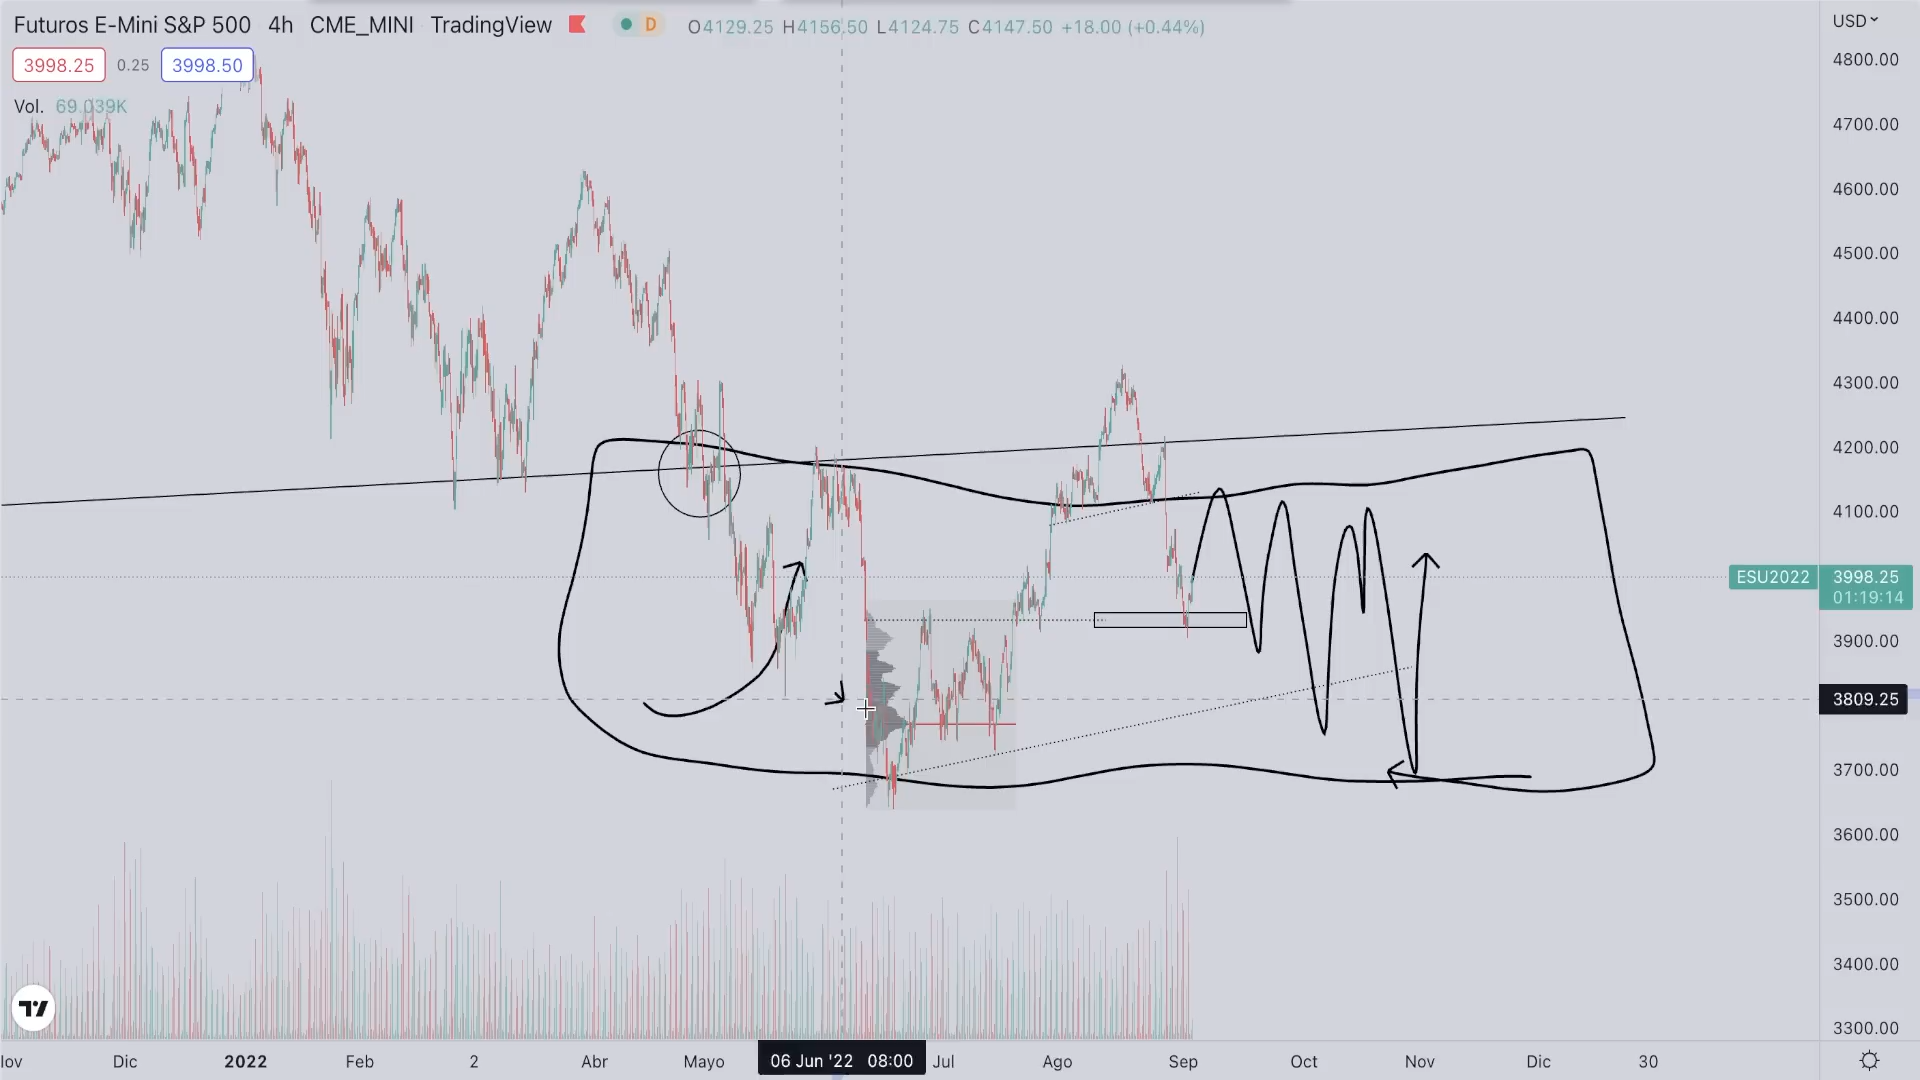 Futuros E-Mini S&P 500 4h CME_MINI TradingView D O4129.25 H4156.50 L4124.75 C4147.50 +18.00 (+0.44%)
3998.25 0.25 3998.50
Vol. 69.039K
USD
4800.00
4700.00
4600.00
4500.00
4400.00
4300.00
4200.00
4100.00
ESU2022 3998.25
01:19:14
3900.00
3809.25
3700.00
3600.00
3500.00
3400.00
3300.00
lov Dic 2022 Feb 2 Abr Mayo 06 Jun '22 08:00 Jul Ago Sep Oct Nov Dic 30